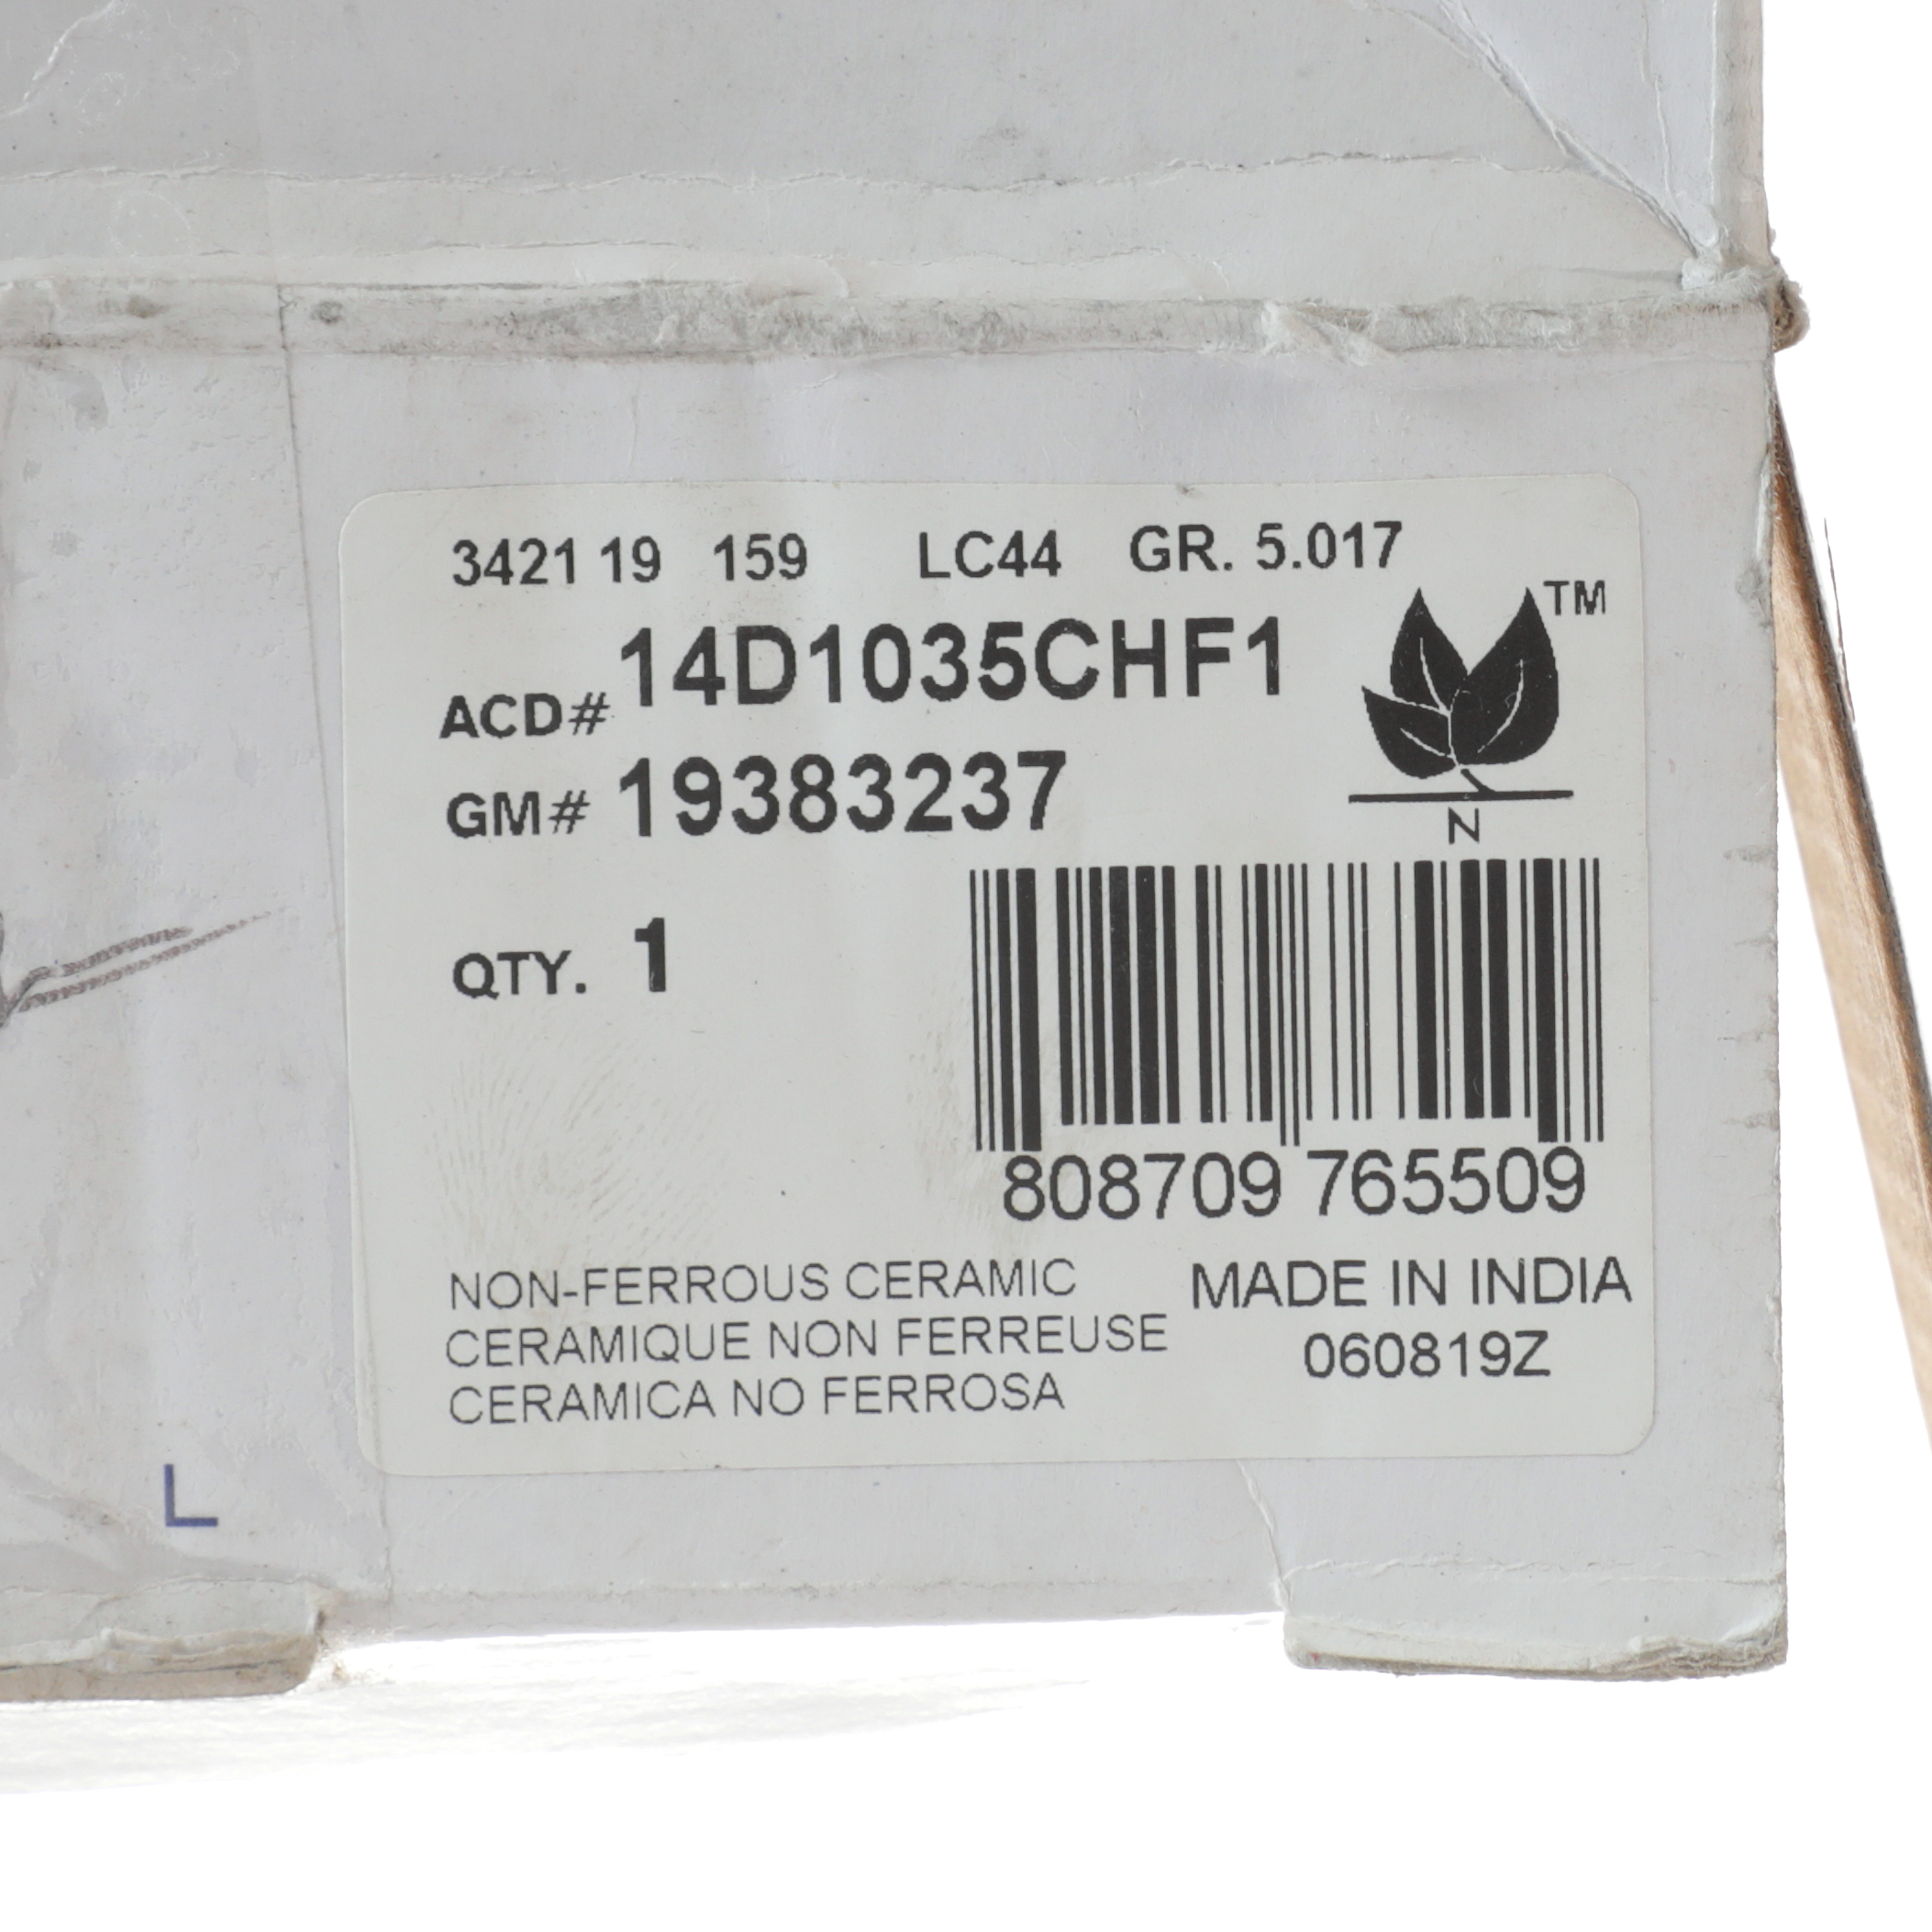 3421 19 159 LC44 GR. 5.017
TM
ACD# 14D1035CHF1
GM# 19383237
N
QTY. 1
808709 765509
NON-FERROUS CERAMIC
CERAMIQUE NON FERREUSE
CERAMICA NO FERROSA
MADE IN INDIA
060819Z
L